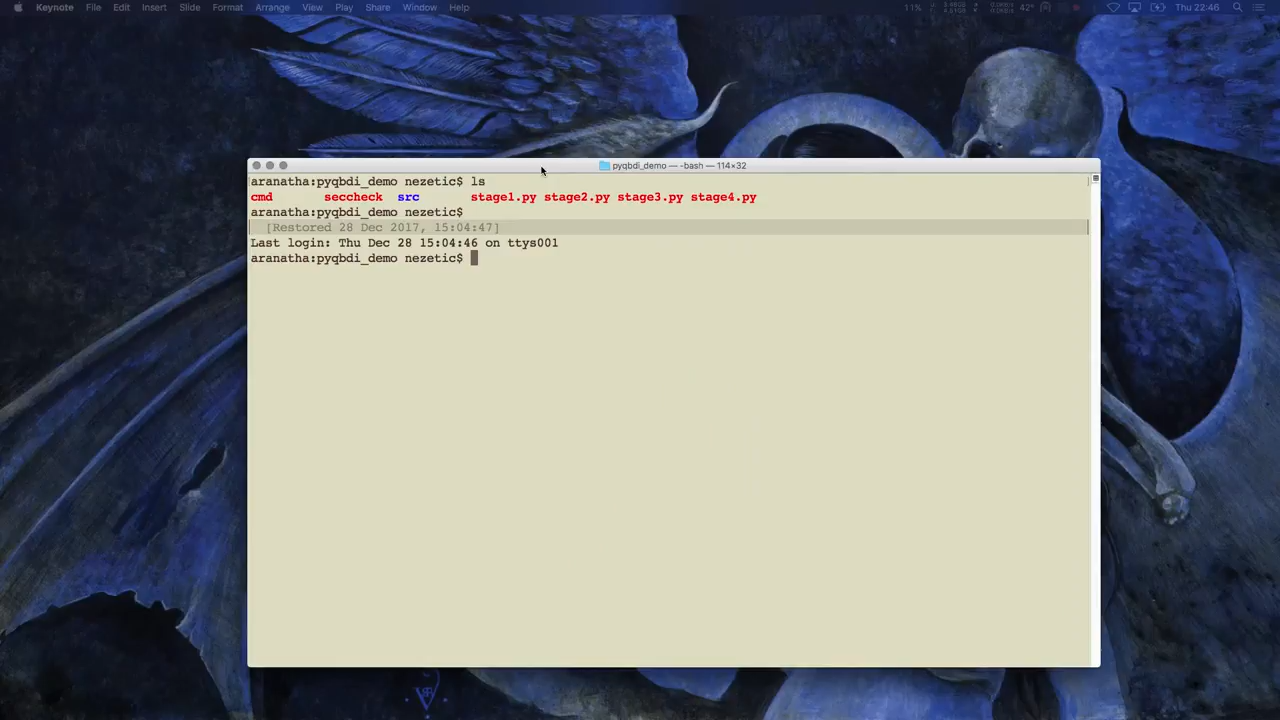 Keynote File Edit Insert Slide Format Arrange View Play Share Window Help 11% 42° Thu 22:46
pyqbdi_demo — -bash — 114×32
aranatha:pyqbdi_demo nezetic$ ls
cmd seccheck src stage1.py stage2.py stage3.py stage4.py
aranatha:pyqbdi_demo nezetic$
[Restored 28 Dec 2017, 15:04:47]
Last login: Thu Dec 28 15:04:46 on ttys001
aranatha:pyqbdi_demo nezetic$